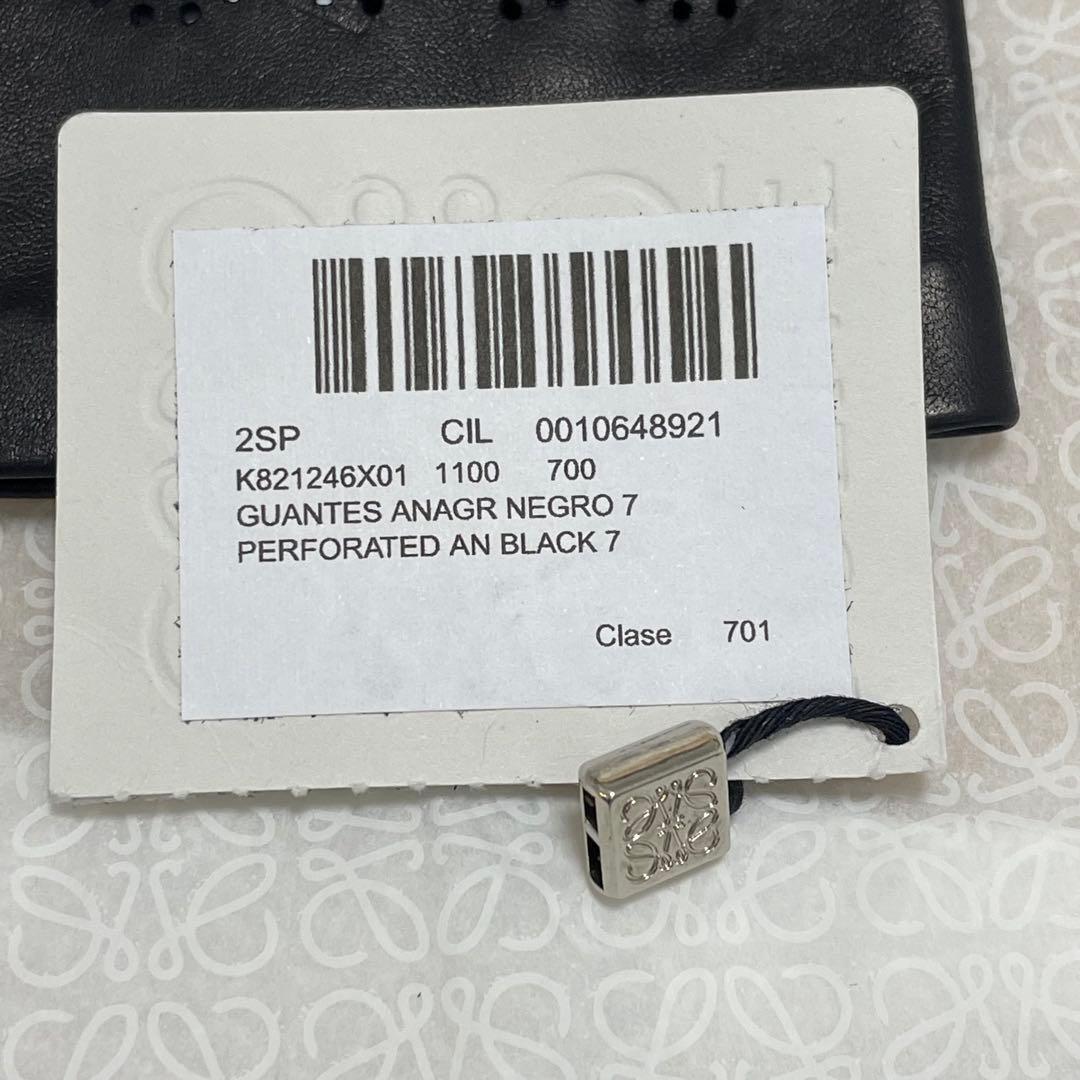 2SP CIL 0010648921
K821246X01 1100 700
GUANTES ANAGR NEGRO 7
PERFORATED AN BLACK 7
Clase 701